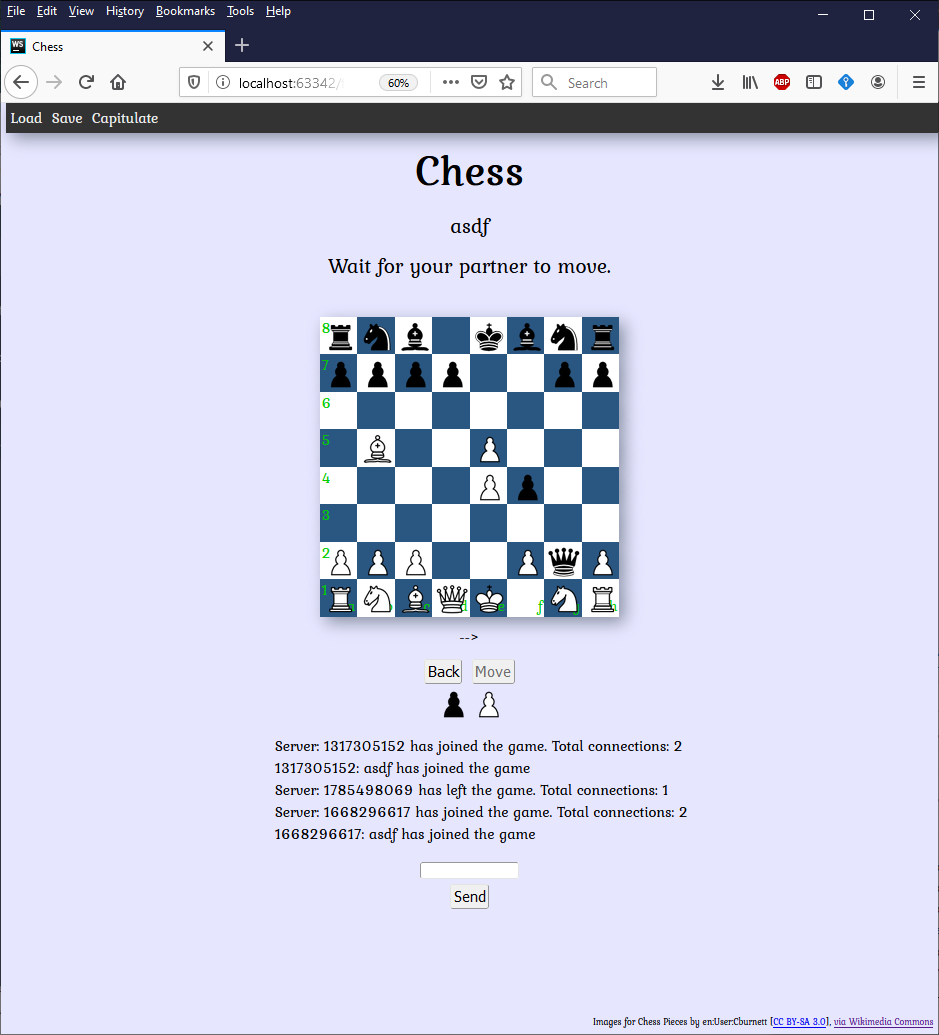 File Edit View History Bookmarks Tools Help
WS Chess
localhost:63342/ 60% Search ABP
Load Save Capitulate
Chess
asdf
Wait for your partner to move.
8
7
6
5
4
3
2
1
c d e f h
-->
Back Move
Server: 1317305152 has joined the game. Total connections: 2
1317305152: asdf has joined the game
Server: 1785498069 has left the game. Total connections: 1
Server: 1668296617 has joined the game. Total connections: 2
1668296617: asdf has joined the game
Send
Images for Chess Pieces by en:User:Cburnett [CC BY-SA 3.0], via Wikimedia Commons